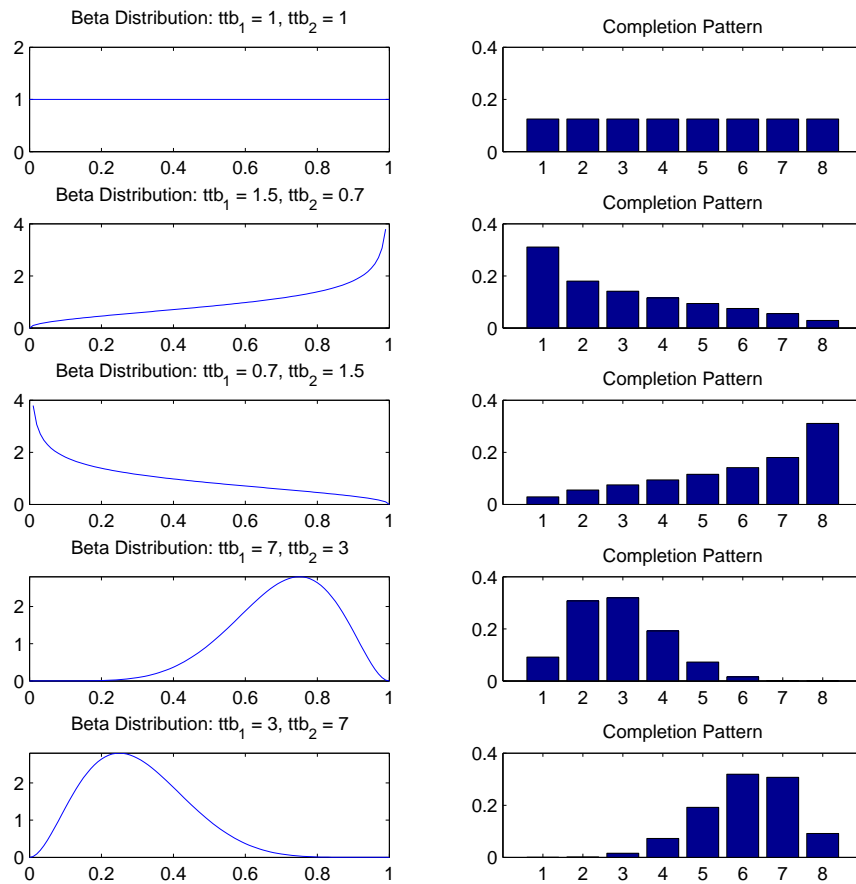 Beta Distribution: ttb1 = 1, ttb2 = 1
2
1
0
0 0.2 0.4 0.6 0.8 1
Completion Pattern
0.4
0.2
0
1 2 3 4 5 6 7 8
Beta Distribution: ttb1 = 1.5, ttb2 = 0.7
4
2
0
0 0.2 0.4 0.6 0.8 1
Completion Pattern
0.4
0.2
0
1 2 3 4 5 6 7 8
Beta Distribution: ttb1 = 0.7, ttb2 = 1.5
4
2
0
0 0.2 0.4 0.6 0.8 1
Completion Pattern
0.4
0.2
0
1 2 3 4 5 6 7 8
Beta Distribution: ttb1 = 7, ttb2 = 3
2
1
0
0 0.2 0.4 0.6 0.8 1
Completion Pattern
0.4
0.2
0
1 2 3 4 5 6 7 8
Beta Distribution: ttb1 = 3, ttb2 = 7
2
1
0
0 0.2 0.4 0.6 0.8 1
Completion Pattern
0.4
0.2
0
1 2 3 4 5 6 7 8